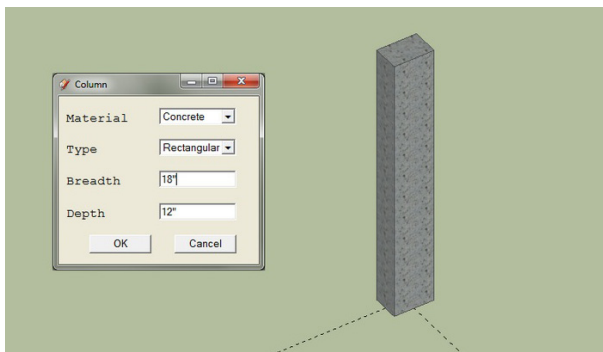 Column
Material Concrete
Type Rectangular
Breadth 18"
Depth 12"
OK Cancel